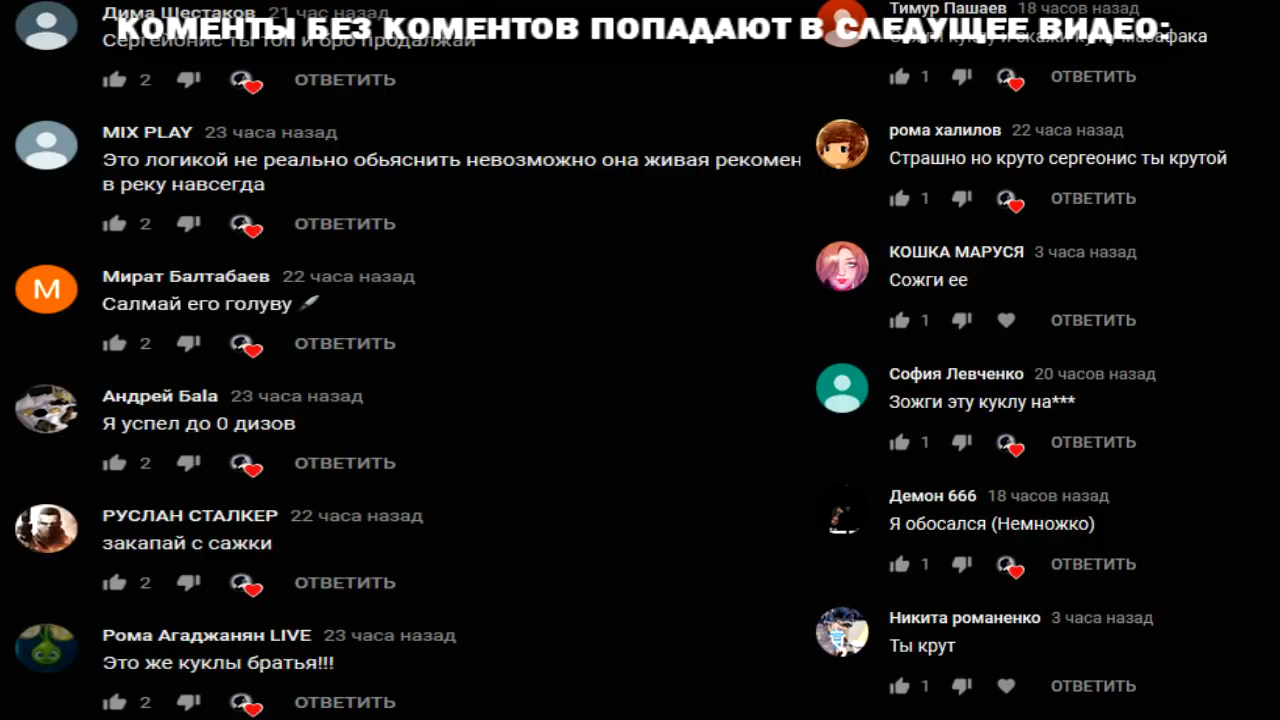 КОМЕНТЫ БЕЗ КОМЕНТОВ ПОПАДАЮТ В СЛЕДУЩЕЕ ВИДЕО:
Дима Шестаков 21 час назад
Сергейонис ты топ и бро продалжай
2 ОТВЕТИТЬ
MIX PLAY 23 часа назад
Это логикой не реально обьяснить невозможно она живая рекомен
в реку навсегда
2 ОТВЕТИТЬ
Мират Балтабаев 22 часа назад
Салмай его голуву
2 ОТВЕТИТЬ
Андрей Баla 23 часа назад
Я успел до 0 дизов
2 ОТВЕТИТЬ
РУСЛАН СТАЛКЕР 22 часа назад
закапай с сажки
2 ОТВЕТИТЬ
Рома Агаджанян LIVE 23 часа назад
Это же куклы братья!!!
2 ОТВЕТИТЬ
Тимур Пашаев 18 часов назад
1 ОТВЕТИТЬ
рома халилов 22 часа назад
Страшно но круто сергеонис ты крутой
1 ОТВЕТИТЬ
КОШКА МАРУСЯ 3 часа назад
Сожги ее
1 ОТВЕТИТЬ
София Левченко 20 часов назад
Зожги эту куклу на***
1 ОТВЕТИТЬ
Демон 666 18 часов назад
Я обосался (Немножко)
1 ОТВЕТИТЬ
Никита романенко 3 часа назад
Ты крут
1 ОТВЕТИТЬ
М